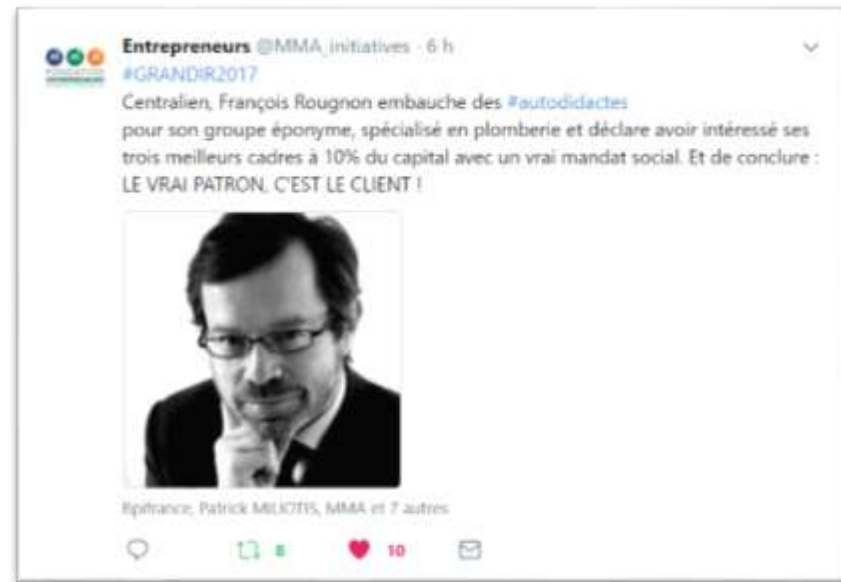 Entrepreneurs @MMA_initiatives · 6 h
#GRANDIR2017
Centralien, François Rougnon embauche des #autodidactes
pour son groupe éponyme, spécialisé en plomberie et déclare avoir intéressé ses
trois meilleurs cadres à 10% du capital avec un vrai mandat social. Et de conclure :
LE VRAI PATRON, C'EST LE CLIENT !
Bpifrance, Patrick MILIOTIS, MMA et 7 autres
8 10